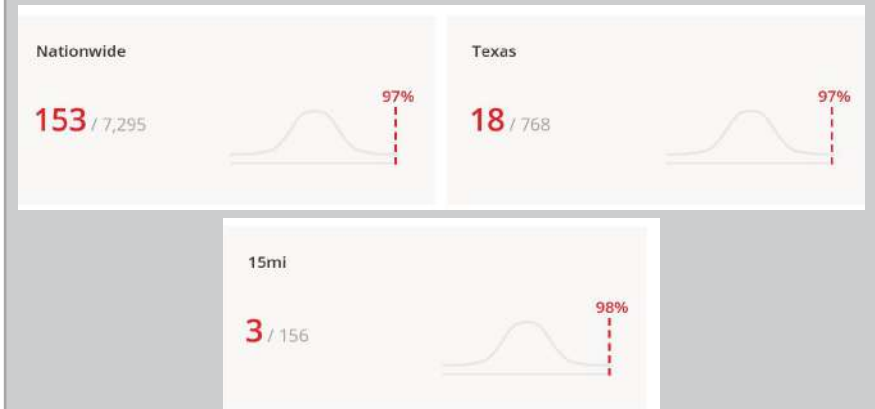 Nationwide
97%
153 / 7,295
Texas
97%
18 / 768
15mi
98%
3 / 156